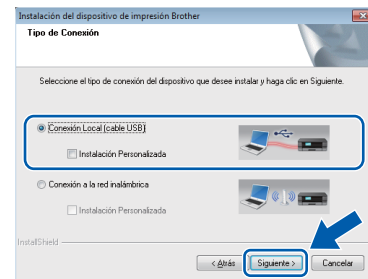 Instalación del dispositivo de impresión Brother
Tipo de Conexión
Seleccione el tipo de conexión del dispositivo que desee instalar y haga clic en Siguiente.
Conexión Local (cable USB)
Instalación Personalizada
Conexión a la red inalámbrica
Instalación Personalizada
InstallShield
< Atrás Siguiente > Cancelar